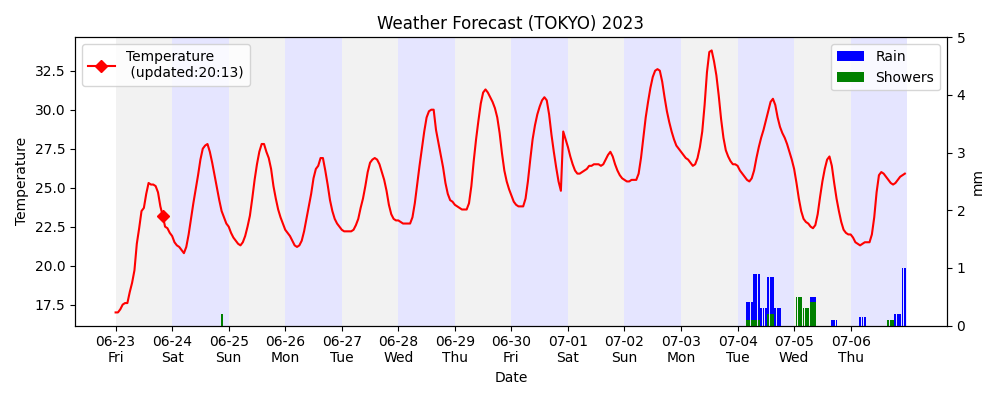 Weather Forecast (TOKYO) 2023
Temperature
(updated:20:13)
Rain
Showers
Temperature
32.5
30.0
27.5
25.0
22.5
20.0
17.5
5
4
3
2
1
0
mm
06-23 06-24 06-25 06-26 06-27 06-28 06-29 06-30 07-01 07-02 07-03 07-04 07-05 07-06
Fri Sat Sun Mon Tue Wed Thu Fri Sat Sun Mon Tue Wed Thu
Date